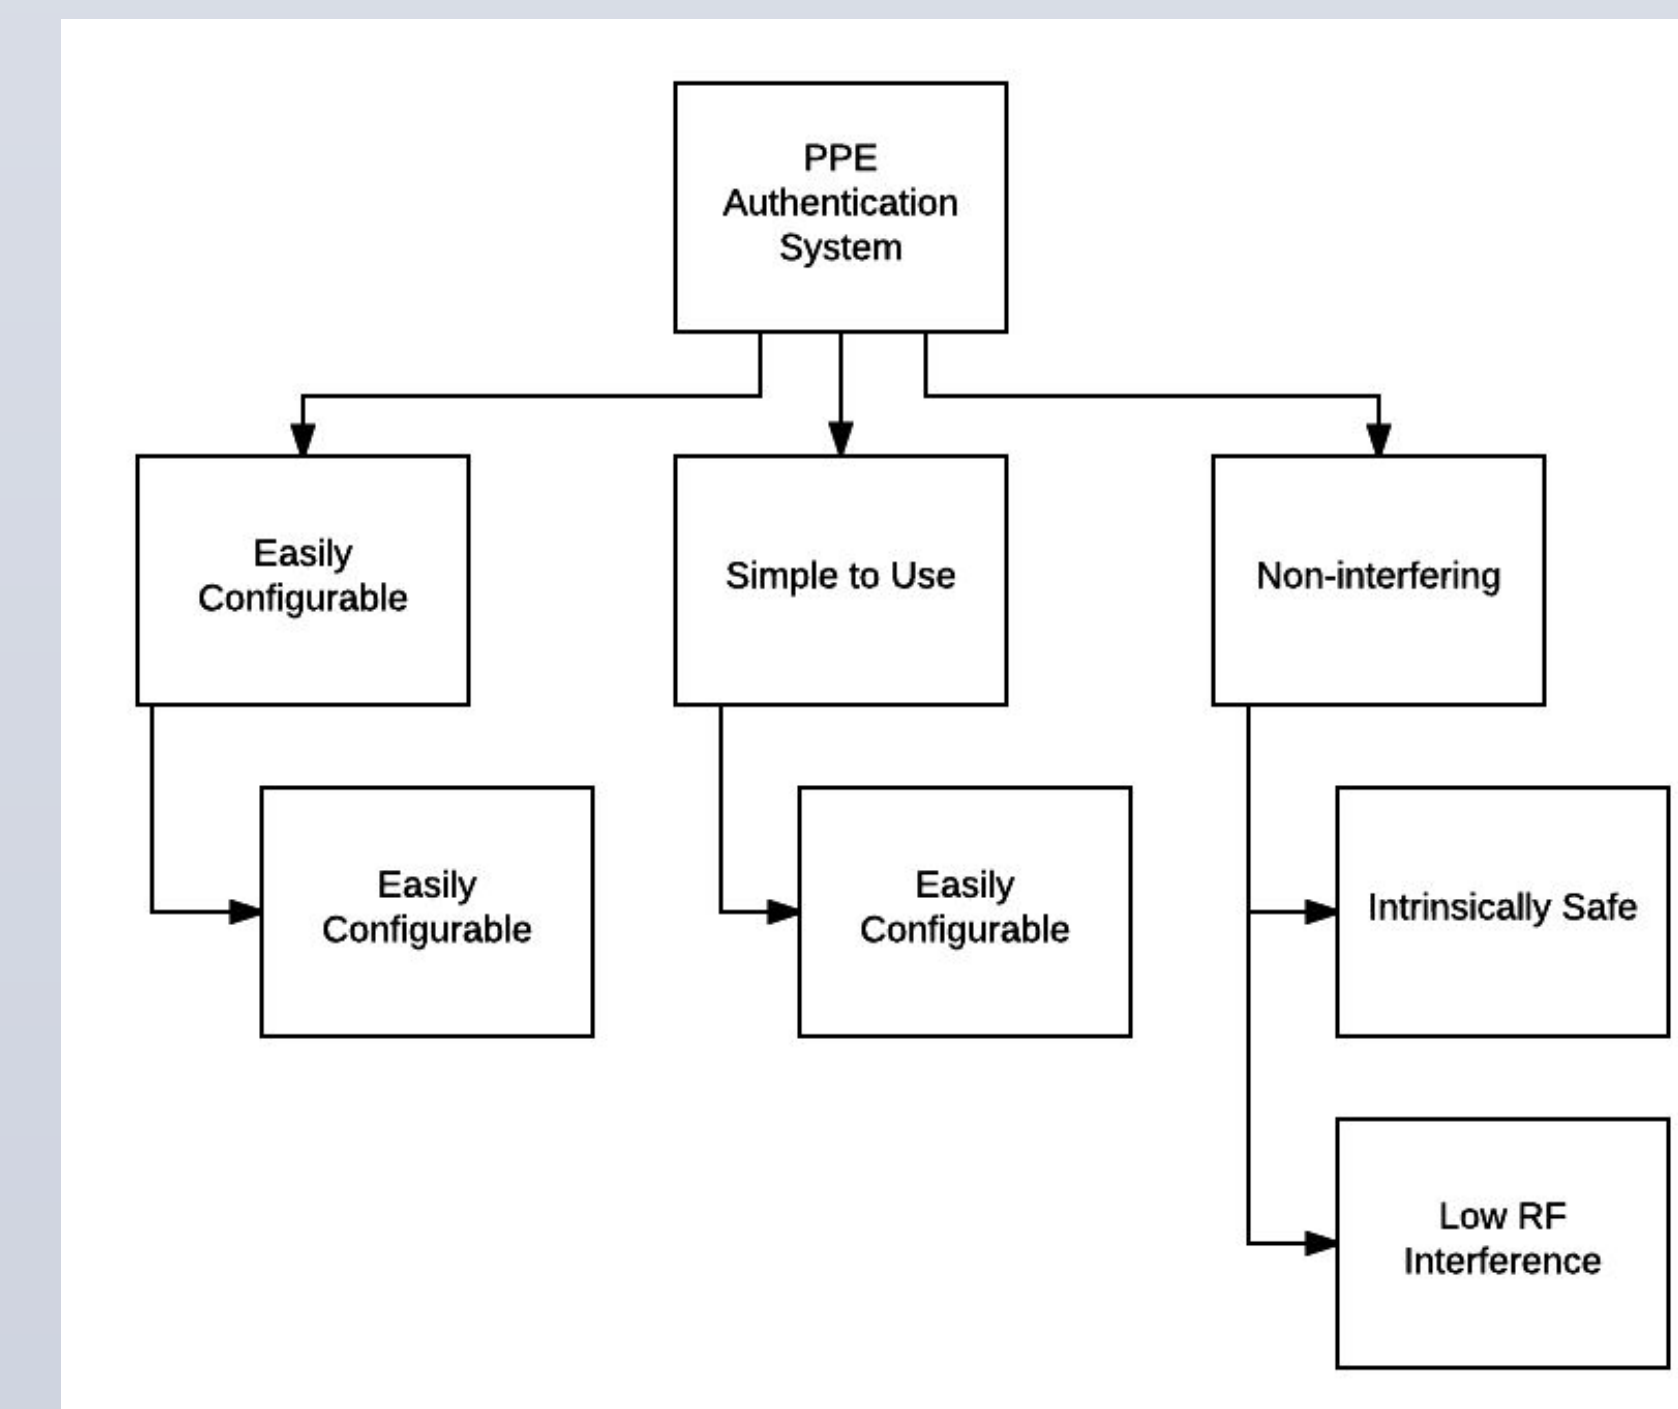 PPE
Authentication
System
Easily
Configurable
Simple to Use
Non-interfering
Easily
Configurable
Easily
Configurable
Intrinsically Safe
Low RF
Interference